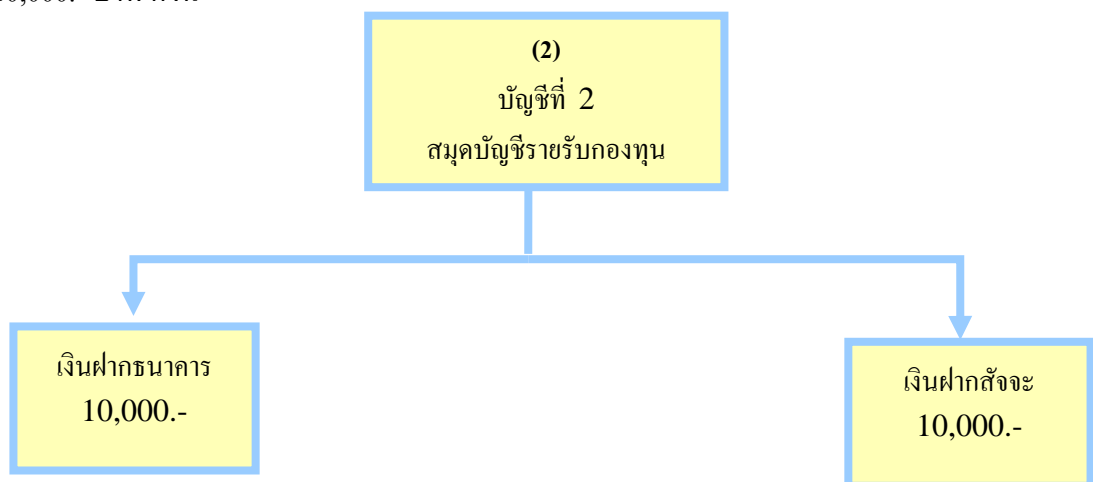 (2)
บัญชีที่ 2
สมุดบัญชีรายรับกองทุน
เงินฝากธนาคาร
10,000.-
เงินฝากสัจจะ
10,000.-